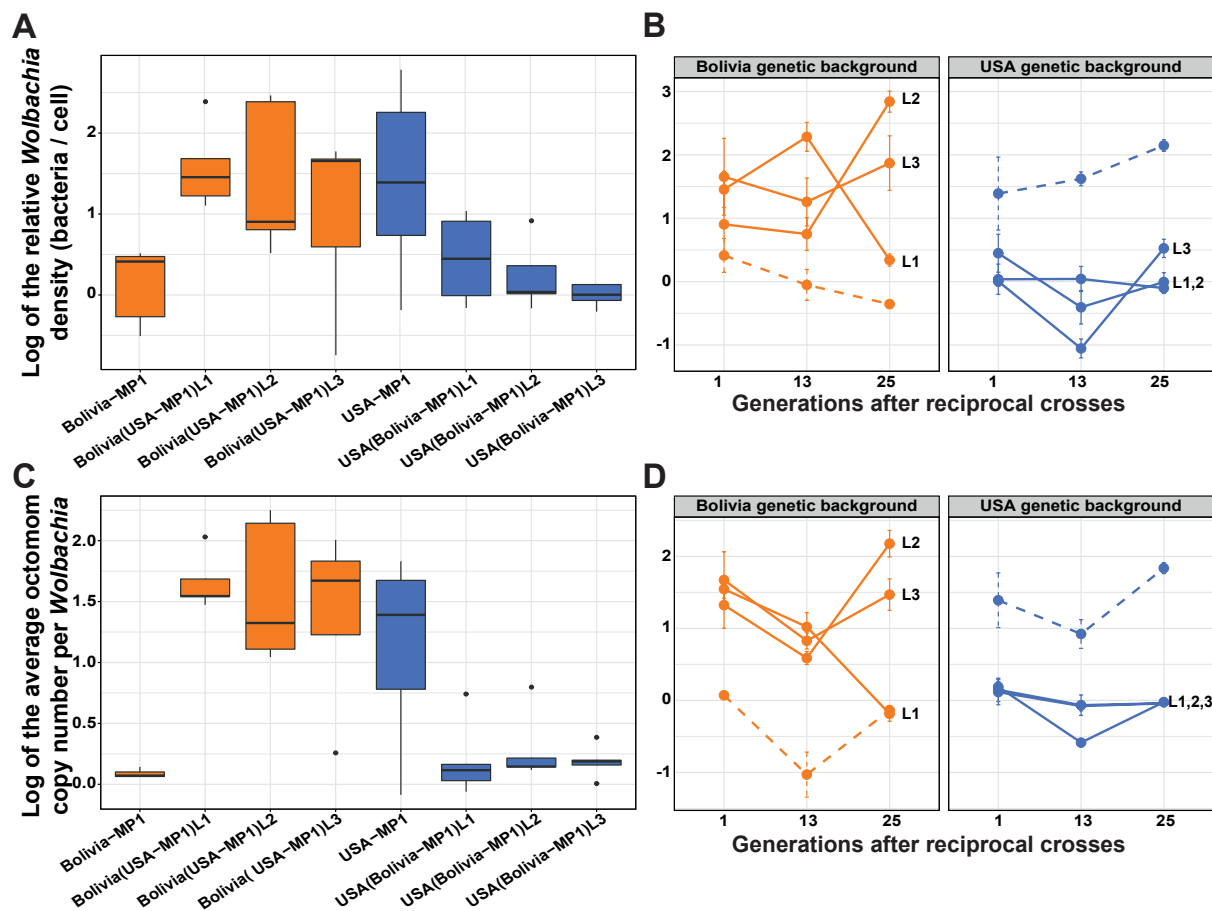 A
Log of the relative Wolbachia
density (bacteria / cell)
2
1
0
Bolivia−MP1
Bolivia(USA−MP1)L1
Bolivia(USA−MP1)L2
Bolivia(USA−MP1)L3
USA−MP1
USA(Bolivia−MP1)L1
USA(Bolivia−MP1)L2
USA(Bolivia−MP1)L3
B
Bolivia genetic background
USA genetic background
3
2
1
0
-1
L2
L3
L1
L3
L1,2
1
13
25
1
13
25
Generations after reciprocal crosses
C
Log of the average octomom
copy number per Wolbachia
2.0
1.5
1.0
0.5
0.0
Bolivia−MP1
Bolivia(USA−MP1)L1
Bolivia(USA−MP1)L2
Bolivia( USA−MP1)L3
USA−MP1
USA(Bolivia−MP1)L1
USA(Bolivia−MP1)L2
USA(Bolivia−MP1)L3
D
Bolivia genetic background
USA genetic background
2
1
0
-1
L2
L3
L1
L1,2,3
1
13
25
1
13
25
Generations after reciprocal crosses